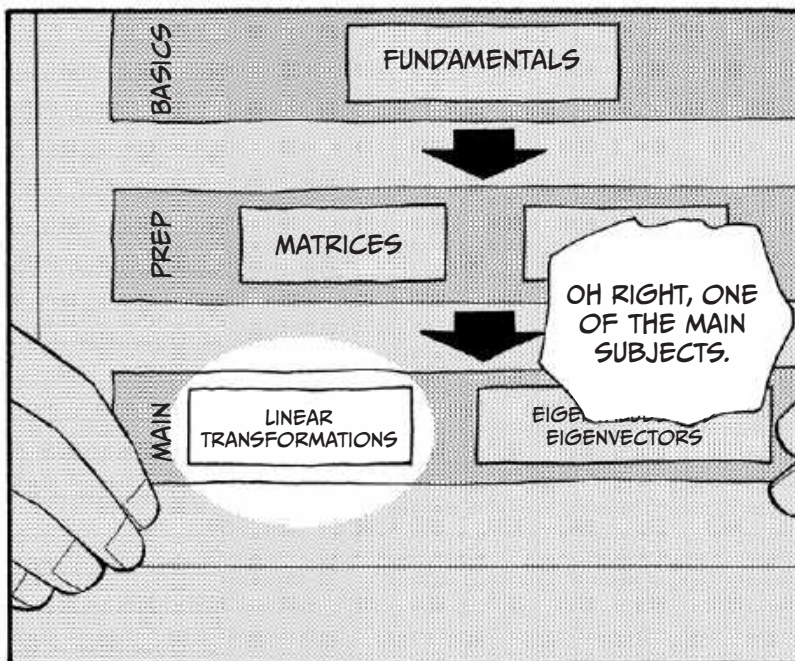 BASICS
FUNDAMENTALS
PREP
MATRICES
OH RIGHT, ONE
OF THE MAIN
SUBJECTS.
MAIN
LINEAR
TRANSFORMATIONS
EIGENVECTORS